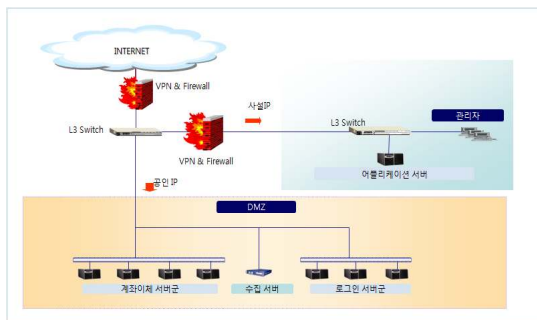 INTERNET
VPN & Firewall
사설IP
L3 Switch
L3 Switch
관리자
VPN & Firewall
어플리케이션 서버
공인 IP
DMZ
계좌이체 서버군
수집 서버
로그인 서버군